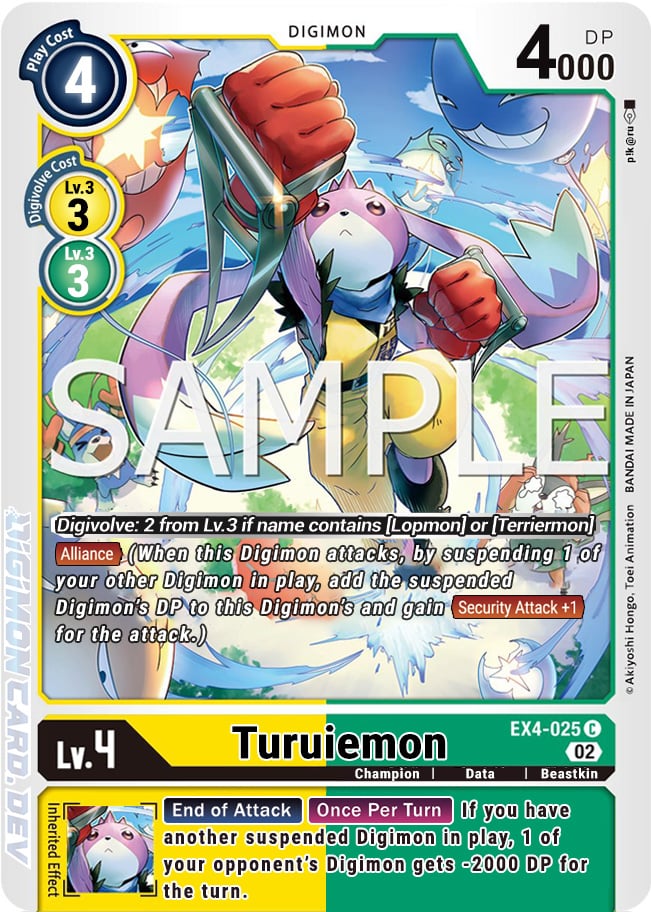 DIGIMON
Play Cost
4
4000
DP
Digivolve Cost
Lv.3
3
Lv.3
3
p!k@ru
SAMPLE
BANDAI MADE IN JAPAN
© Akiyoshi Hongo, Toei Animation
DIGIMONCARD.DEV
Digivolve: 2 from Lv.3 if name contains [Lopmon] or [Terriermon]
Alliance (When this Digimon attacks, by suspending 1 of
your other Digimon in play, add the suspended
Digimon's DP to this Digimon's and gain Security Attack +1
for the attack.)
Lv.4
Turuiemon
EX4-025 C
02
Champion | Data | Beastkin
Inherited Effect
End of Attack Once Per Turn If you have
another suspended Digimon in play, 1 of
your opponent's Digimon gets -2000 DP for
the turn.